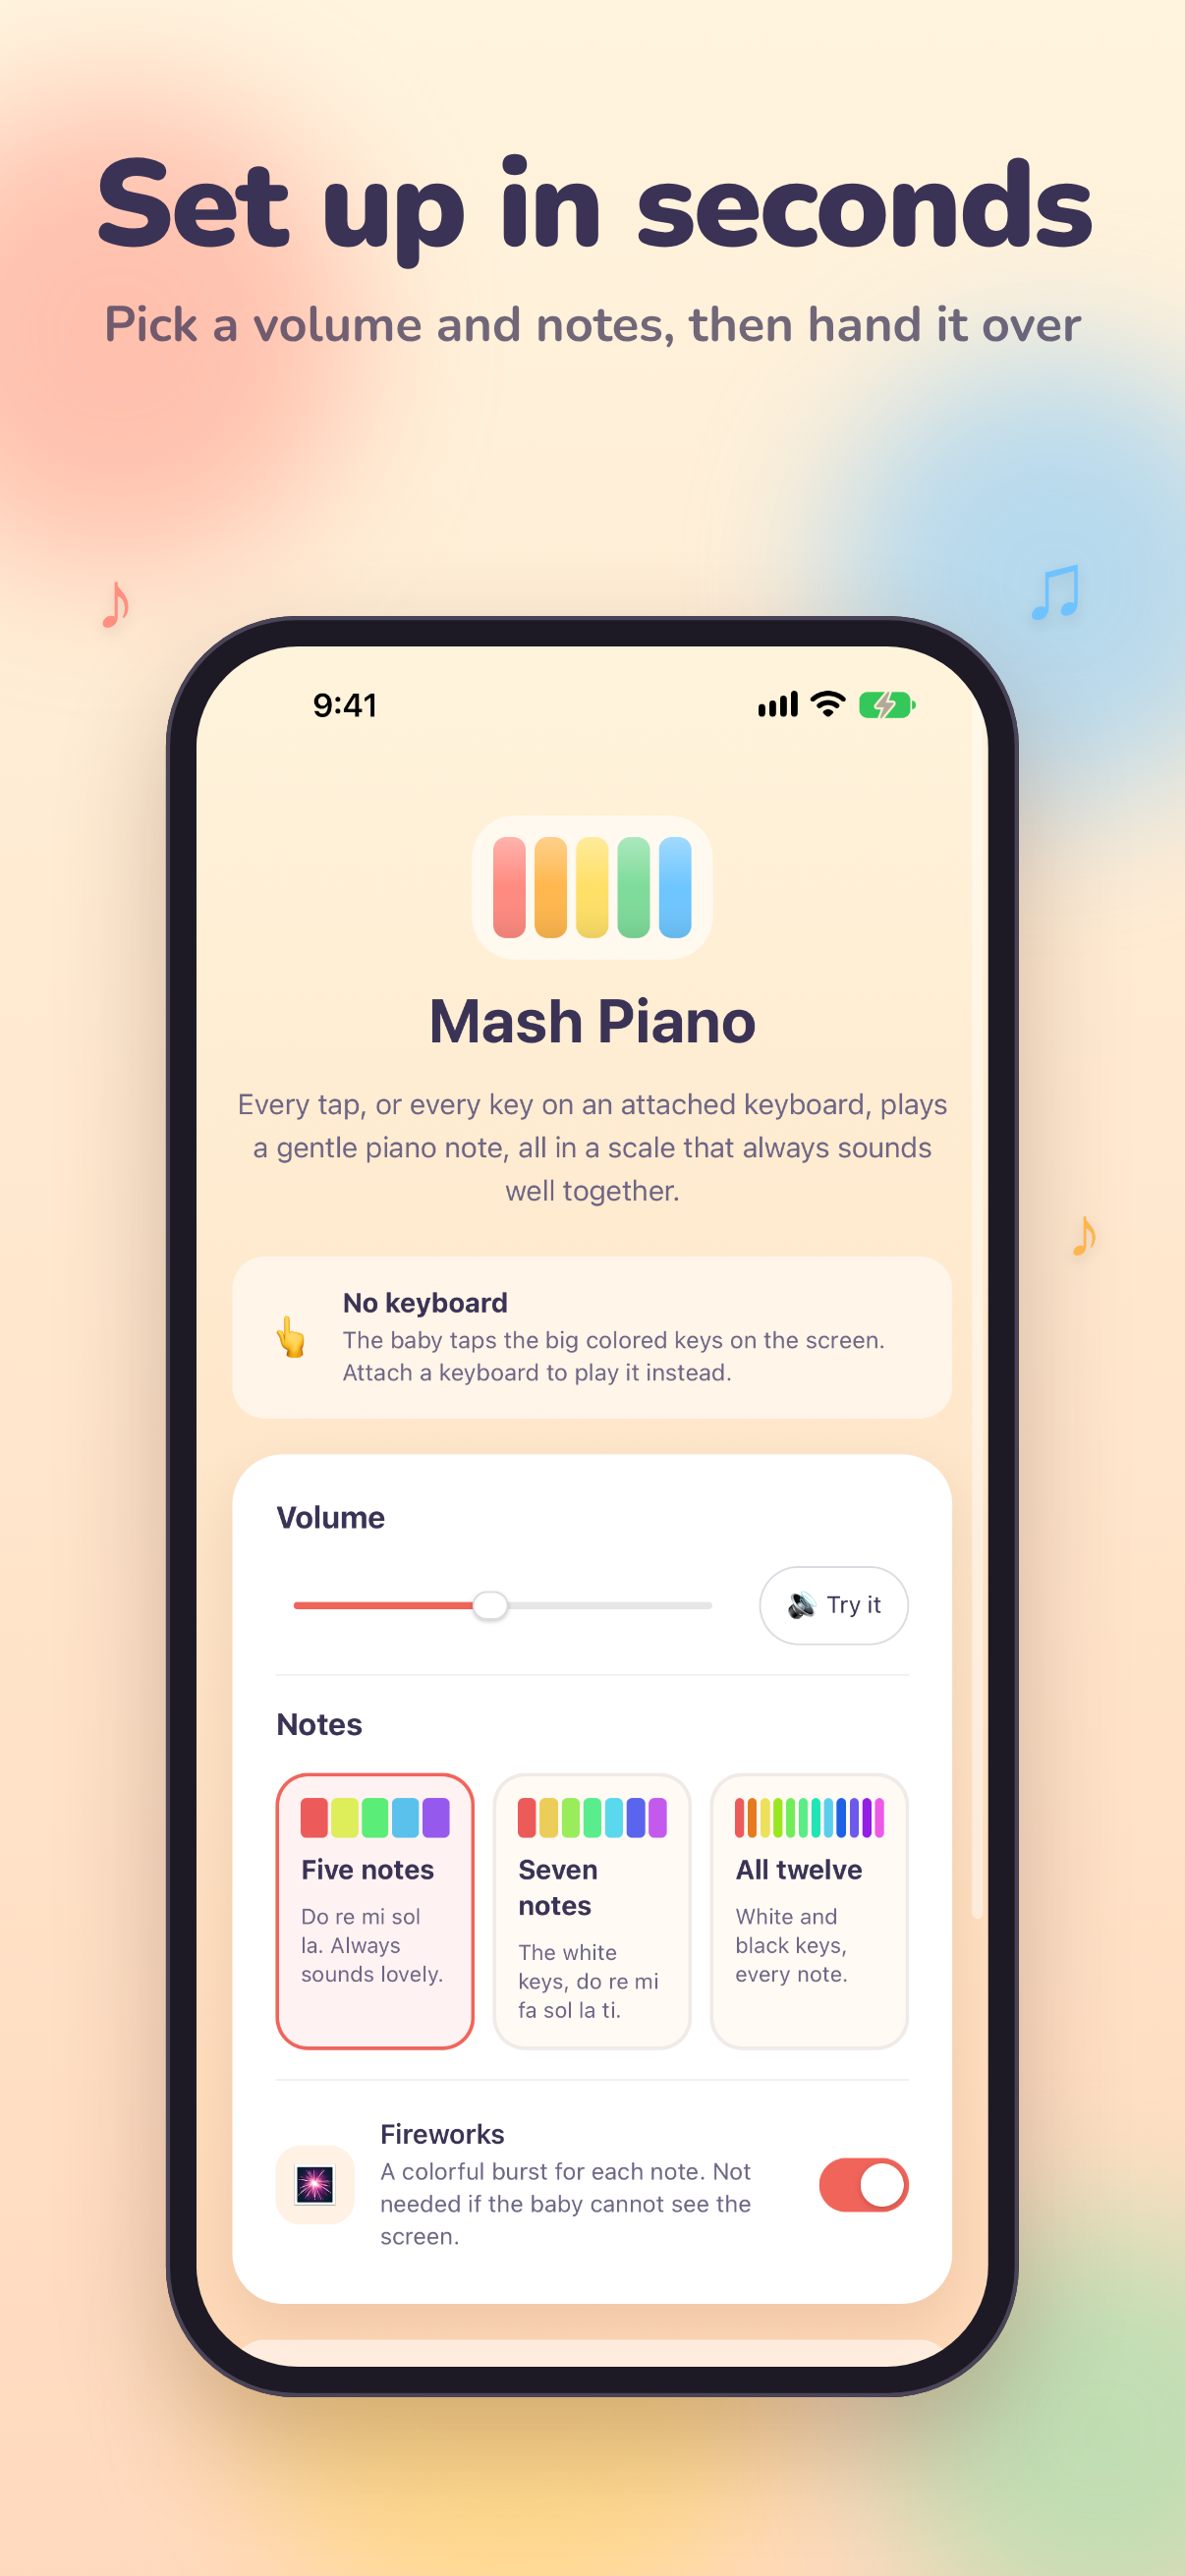 Set up in seconds
Pick a volume and notes, then hand it over
9:41
Mash Piano
Every tap, or every key on an attached keyboard, plays
a gentle piano note, all in a scale that always sounds
well together.
No keyboard
The baby taps the big colored keys on the screen.
Attach a keyboard to play it instead.
Volume
Try it
Notes
Five notes
Do re mi sol
la. Always
sounds lovely.
Seven
notes
The white
keys, do re mi
fa sol la ti.
All twelve
White and
black keys,
every note.
Fireworks
A colorful burst for each note. Not
needed if the baby cannot see the
screen.